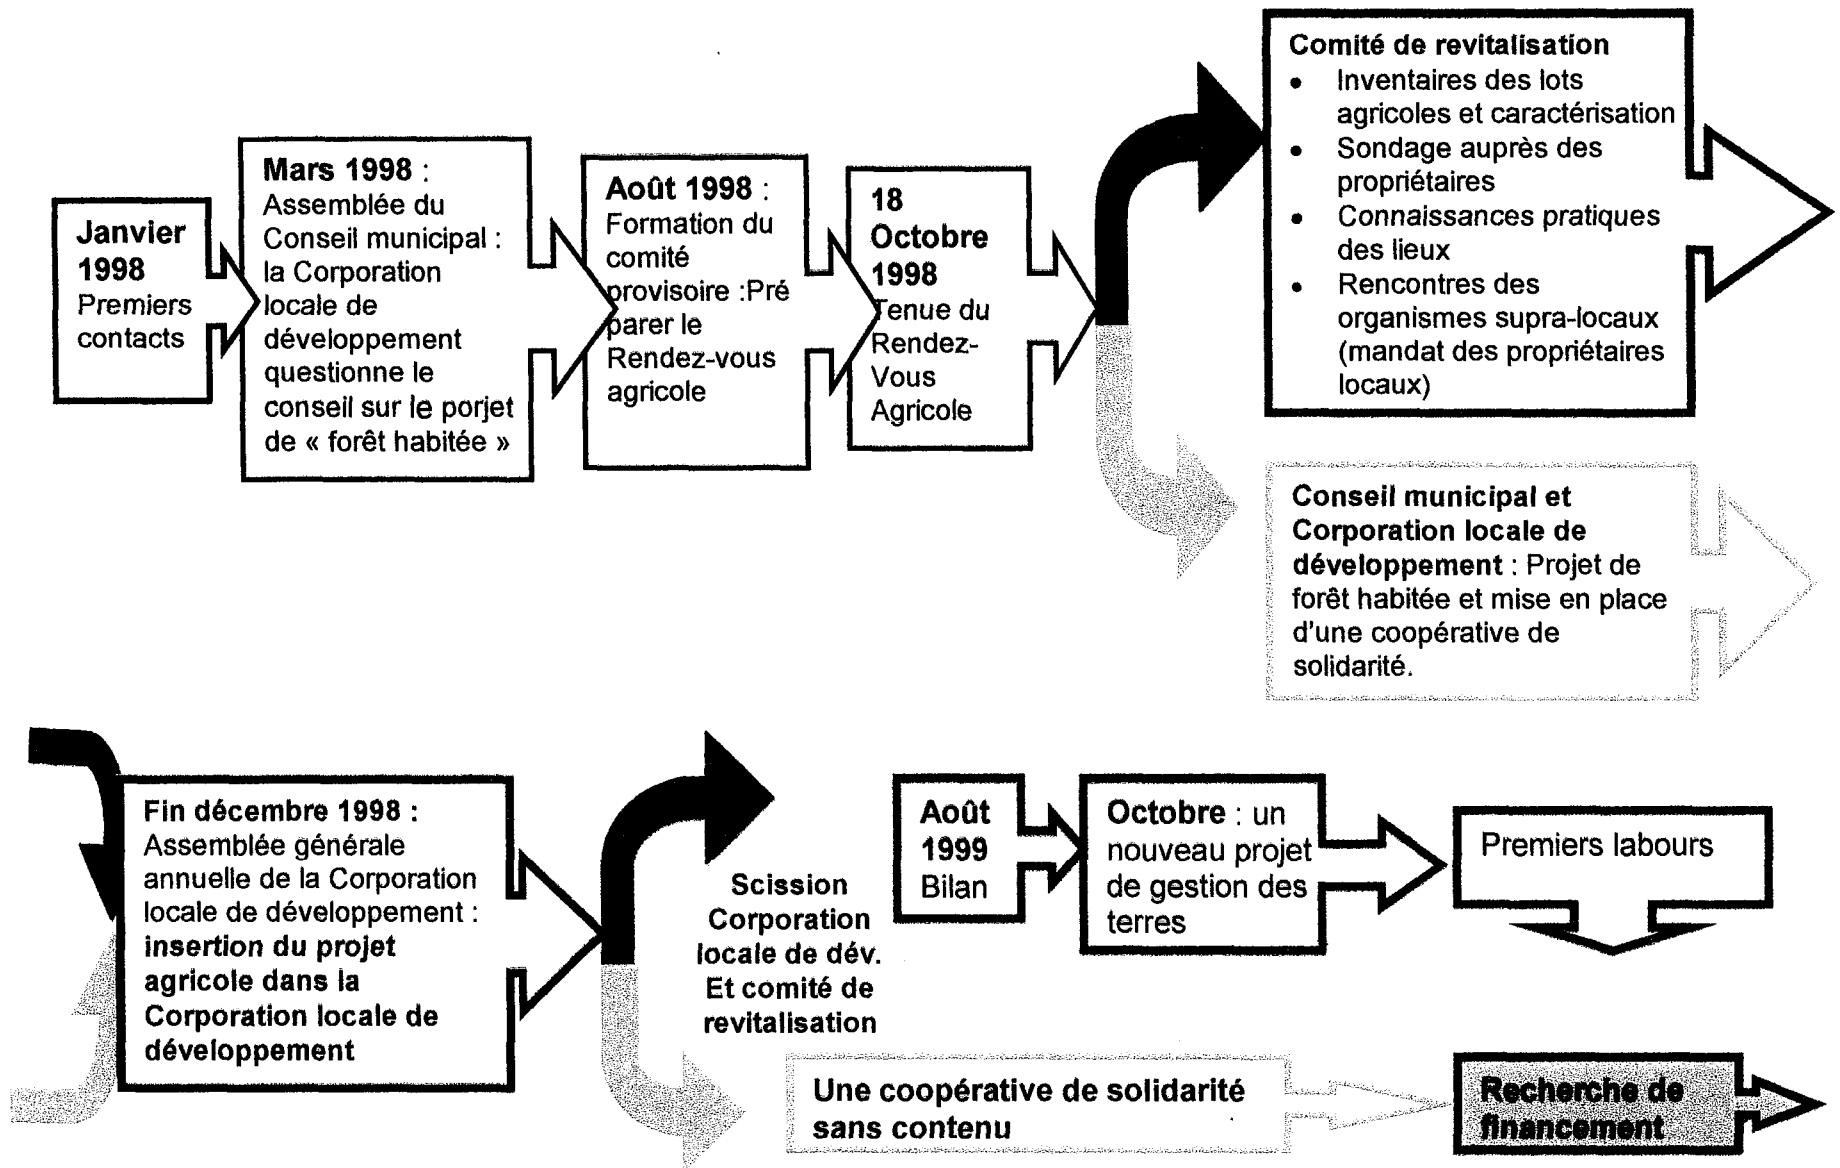 Janvier
1998
Premiers
contacts
Mars 1998 :
Assemblée du
Conseil municipal :
la Corporation
locale de
développement
questionne le
conseil sur le porjet
de « forêt habitée »
Août 1998 :
Formation du
comité
provisoire :Pré
parer le
Rendez-vous
agricole
18
Octobre
1998
Tenue du
Rendez-
Vous
Agricole
Comité de revitalisation
• Inventaires des lots
agricoles et caractérisation
• Sondage auprès des
propriétaires
• Connaissances pratiques
des lieux
• Rencontres des
organismes supra-locaux
(mandat des propriétaires
locaux)
Conseil municipal et
Corporation locale de
développement : Projet de
forêt habitée et mise en place
d'une coopérative de
solidarité.
Fin décembre 1998 :
Assemblée générale
annuelle de la Corporation
locale de développement :
insertion du projet
agricole dans la
Corporation locale de
développement
Scission
Corporation
locale de dév.
Et comité de
revitalisation
Août
1999
Bilan
Octobre : un
nouveau projet
de gestion des
terres
Premiers labours
Une coopérative de solidarité
sans contenu
Recherche de
financement